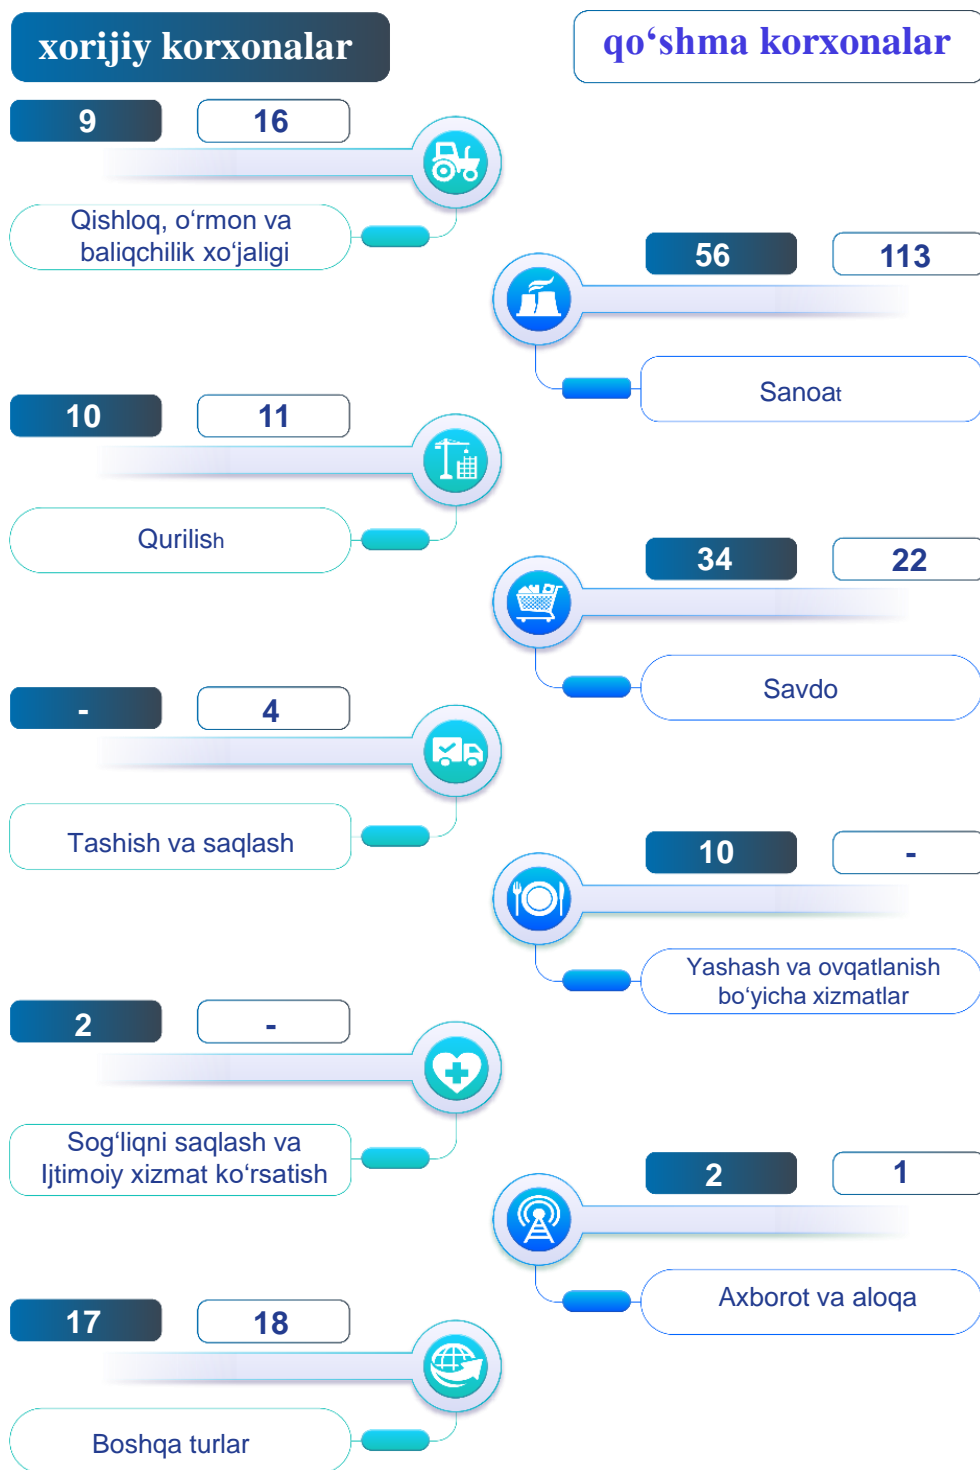 xorijiy korxonalar
qo‘shma korxonalar
9
16
Qishloq, o‘rmon va
baliqchilik xo‘jaligi
56
113
Sanoat
10
11
Qurilish
34
22
Savdo
-
4
Tashish va saqlash
10
-
Yashash va ovqatlanish
bo‘yicha xizmatlar
2
-
Sog‘liqni saqlash va
Ijtimoiy xizmat ko‘rsatish
2
1
Axborot va aloqa
17
18
Boshqa turlar